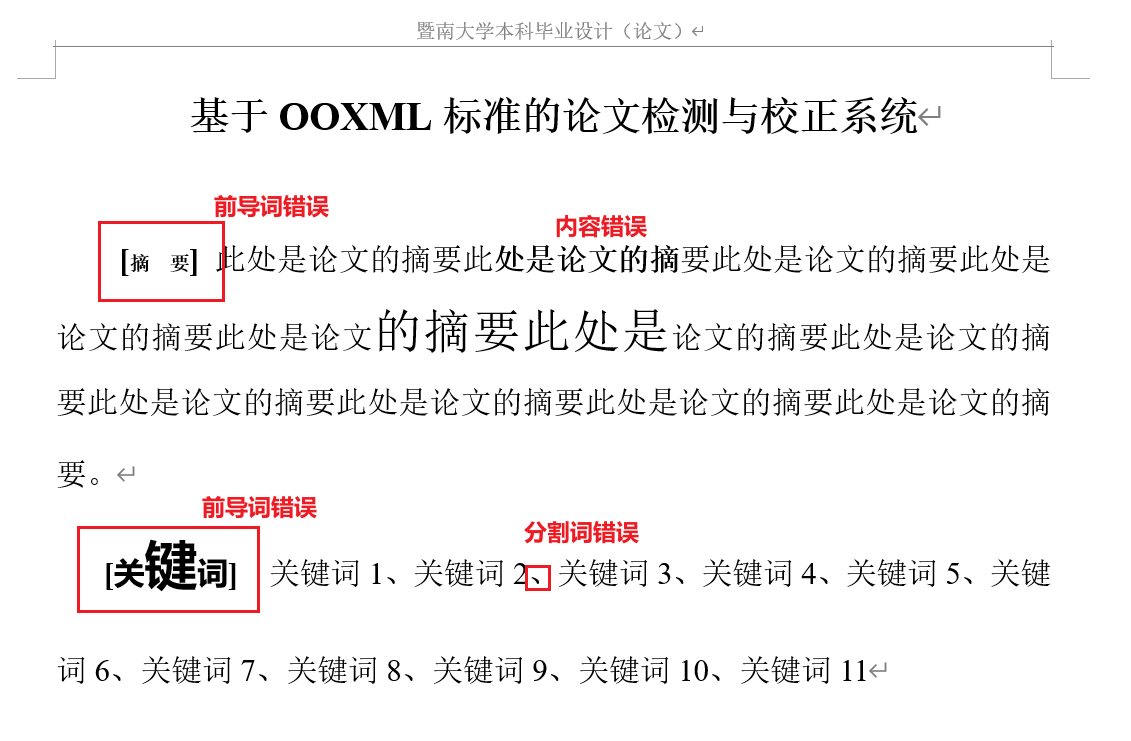 暨南大学本科毕业设计（论文）
基于 OOXML 标准的论文检测与校正系统
前导词错误
内容错误
[摘　要] 此处是论文的摘要此处是论文的摘要此处是论文的摘要此处是
论文的摘要此处是论文的摘要此处是论文的摘要此处是论文的摘
要此处是论文的摘要此处是论文的摘要此处是论文的摘要此处是论文的摘
要。
前导词错误
分割词错误
[关键词] 关键词 1、关键词 2、关键词 3、关键词 4、关键词 5、关键
词 6、关键词 7、关键词 8、关键词 9、关键词 10、关键词 11